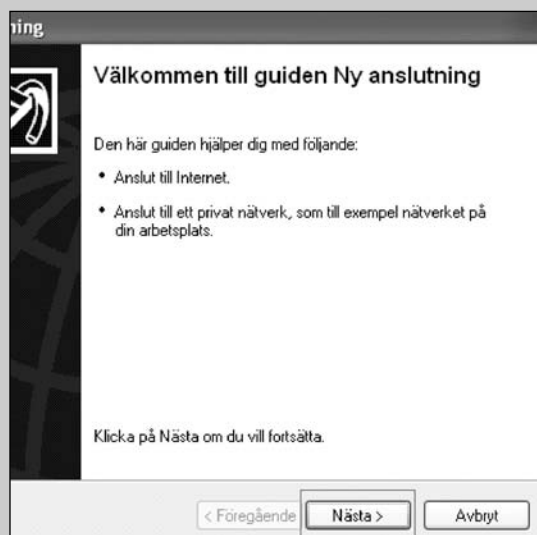 ning
Välkommen till guiden Ny anslutning
Den här guiden hjälper dig med följande:
• Anslut till Internet.
• Anslut till ett privat nätverk, som till exempel nätverket på
din arbetsplats.
Klicka på Nästa om du vill fortsätta.
< Föregående
Nästa >
Avbryt